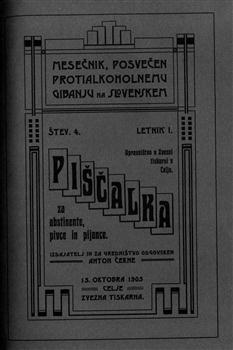 MESEČNIK, POSVEČEN
PROTIALKOHOLNEMU
GIBANJU NA SLOVENSKEM
ŠTEV. 4.
LETNIK I.
Upravništvo v Zvezni
tiskarni v
Celju.
PIŠČALKA
za
abstinente,
pivce in pijance.
IZDAJATELJ IN ZA UREDNIŠTVO ODGOVOREN
ANTON ČERNE
15. OKTOBRA 1905
CELJE
ZVEZNA TISKARNA.